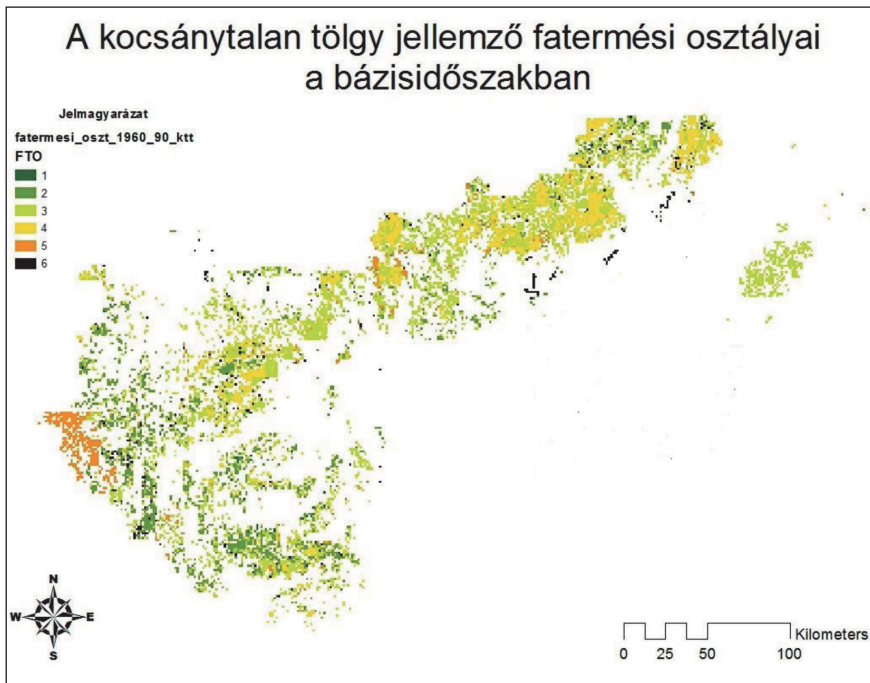 A kocsánytalan tölgy jellemző fatermési osztályai
a bázisidőszakban
Jelmagyarázat
fatermesi_oszt_1960_90_ktt
FTO
1
2
3
4
5
6
N
W E
S
Kilometers
0 25 50 100